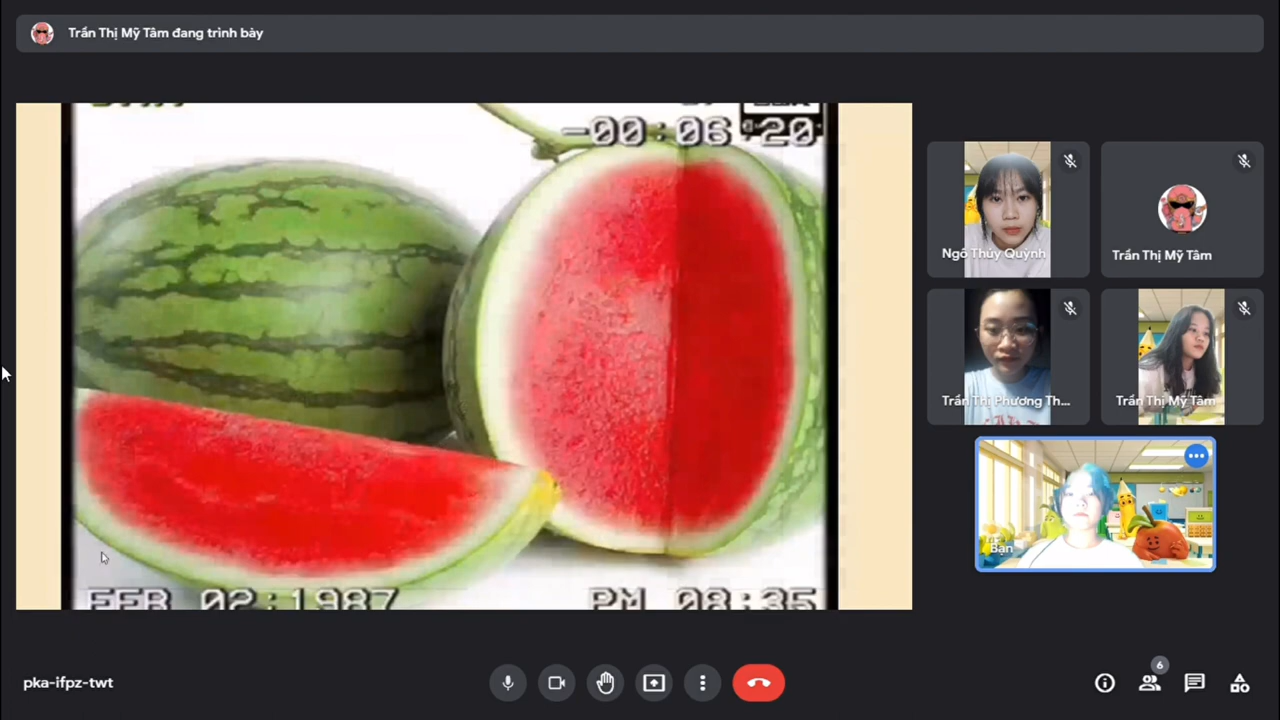 Trần Thị Mỹ Tâm đang trình bày
-00:06:20
FEB 02:1987
PM 08:35
Ngô Thúy Quỳnh
Trần Thị Mỹ Tâm
Trần Thị Phương Th...
Trần Thị Mỹ Tâm
Bạn
pka-ifpz-twt
6